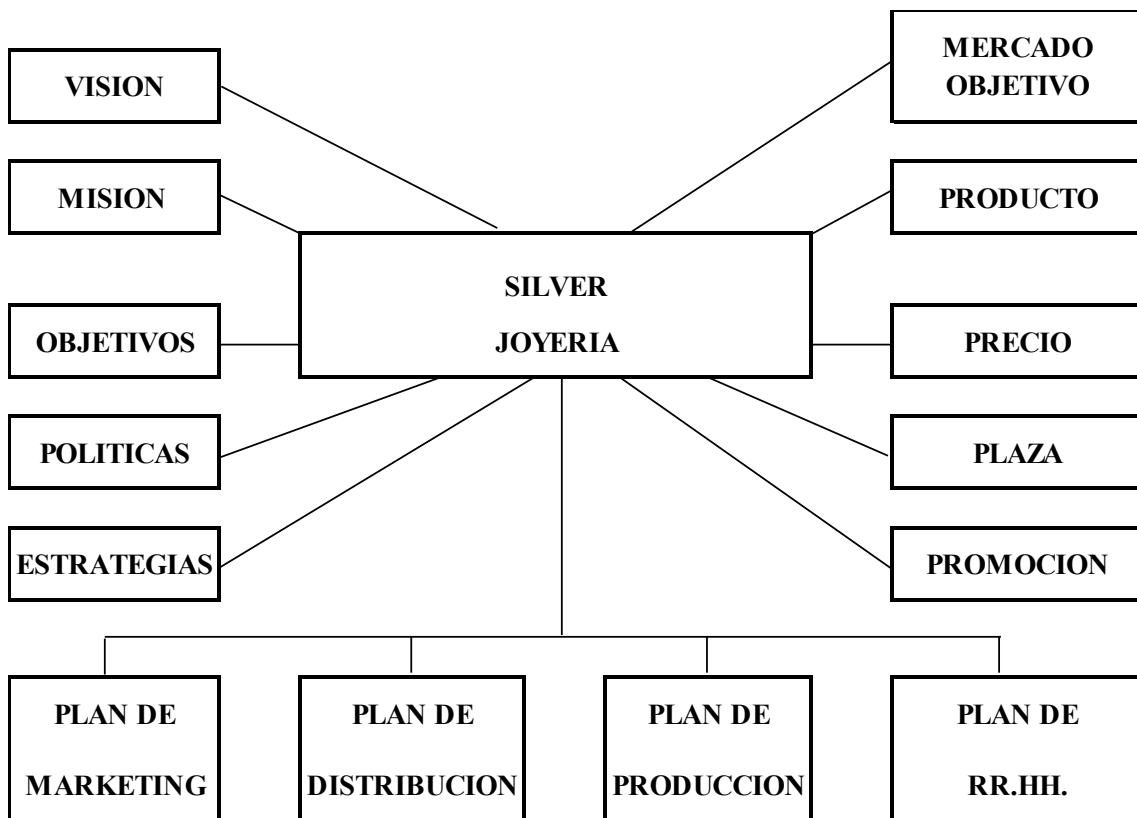 VISION
MISION
OBJETIVOS
POLITICAS
ESTRATEGIAS
SILVER
JOYERIA
MERCADO
OBJETIVO
PRODUCTO
PRECIO
PLAZA
PROMOCION
PLAN DE
MARKETING
PLAN DE
DISTRIBUCION
PLAN DE
PRODUCCION
PLAN DE
RR.HH.